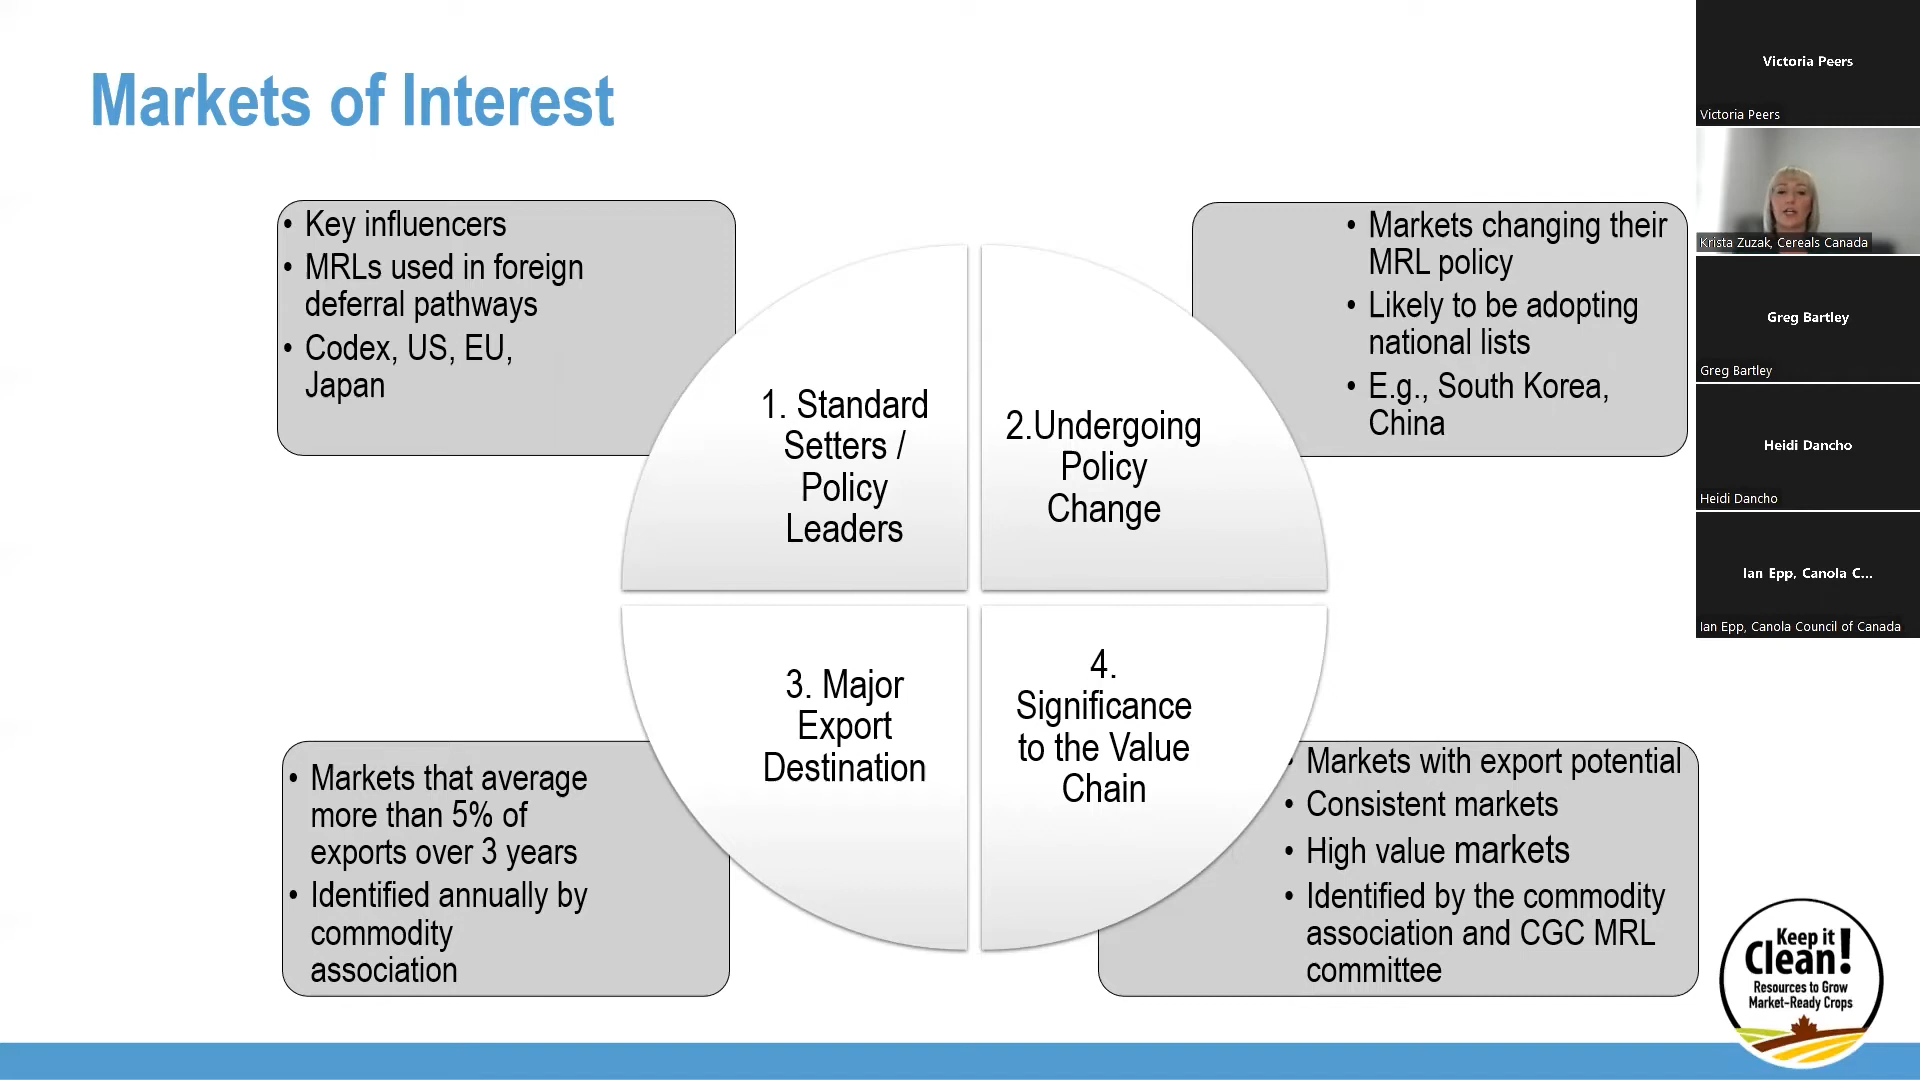 Markets of Interest
• Key influencers
• MRLs used in foreign
deferral pathways
• Codex, US, EU,
Japan
• Markets changing their
MRL policy
• Likely to be adopting
national lists
• E.g., South Korea,
China
1. Standard
Setters /
Policy
Leaders
2.Undergoing
Policy
Change
3. Major
Export
Destination
4.
Significance
to the Value
Chain
• Markets that average
more than 5% of
exports over 3 years
• Identified annually by
commodity
association
• Markets with export potential
• Consistent markets
• High value markets
• Identified by the commodity
association and CGC MRL
committee
Victoria Peers
Victoria Peers
Krista Zuzak, Cereals Canada
Greg Bartley
Greg Bartley
Heidi Dancho
Heidi Dancho
Ian Epp, Canola C...
Ian Epp, Canola Council of Canada
Keep it
Clean!
Resources to Grow
Market-Ready Crops